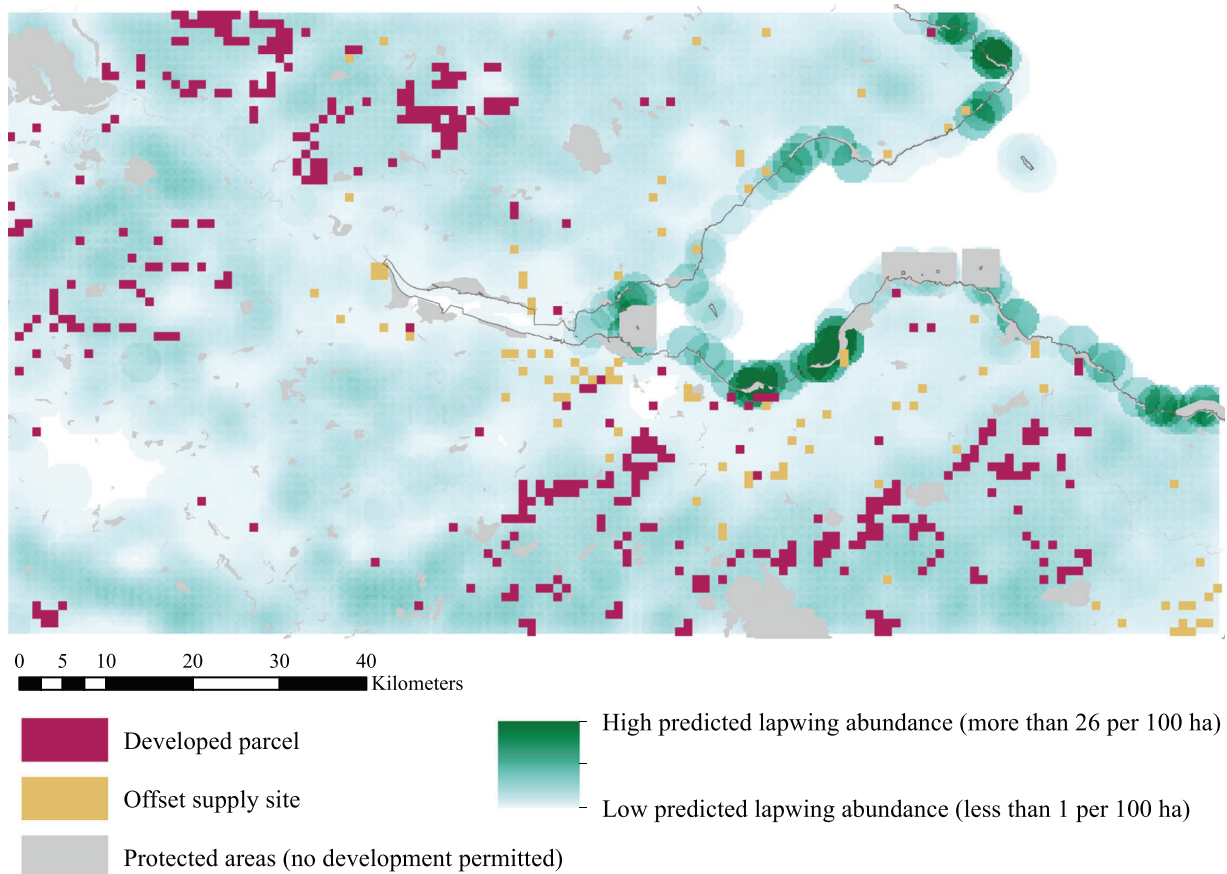 0 5 10 20 30 40
Kilometers
Developed parcel
Offset supply site
Protected areas (no development permitted)
High predicted lapwing abundance (more than 26 per 100 ha)
Low predicted lapwing abundance (less than 1 per 100 ha)